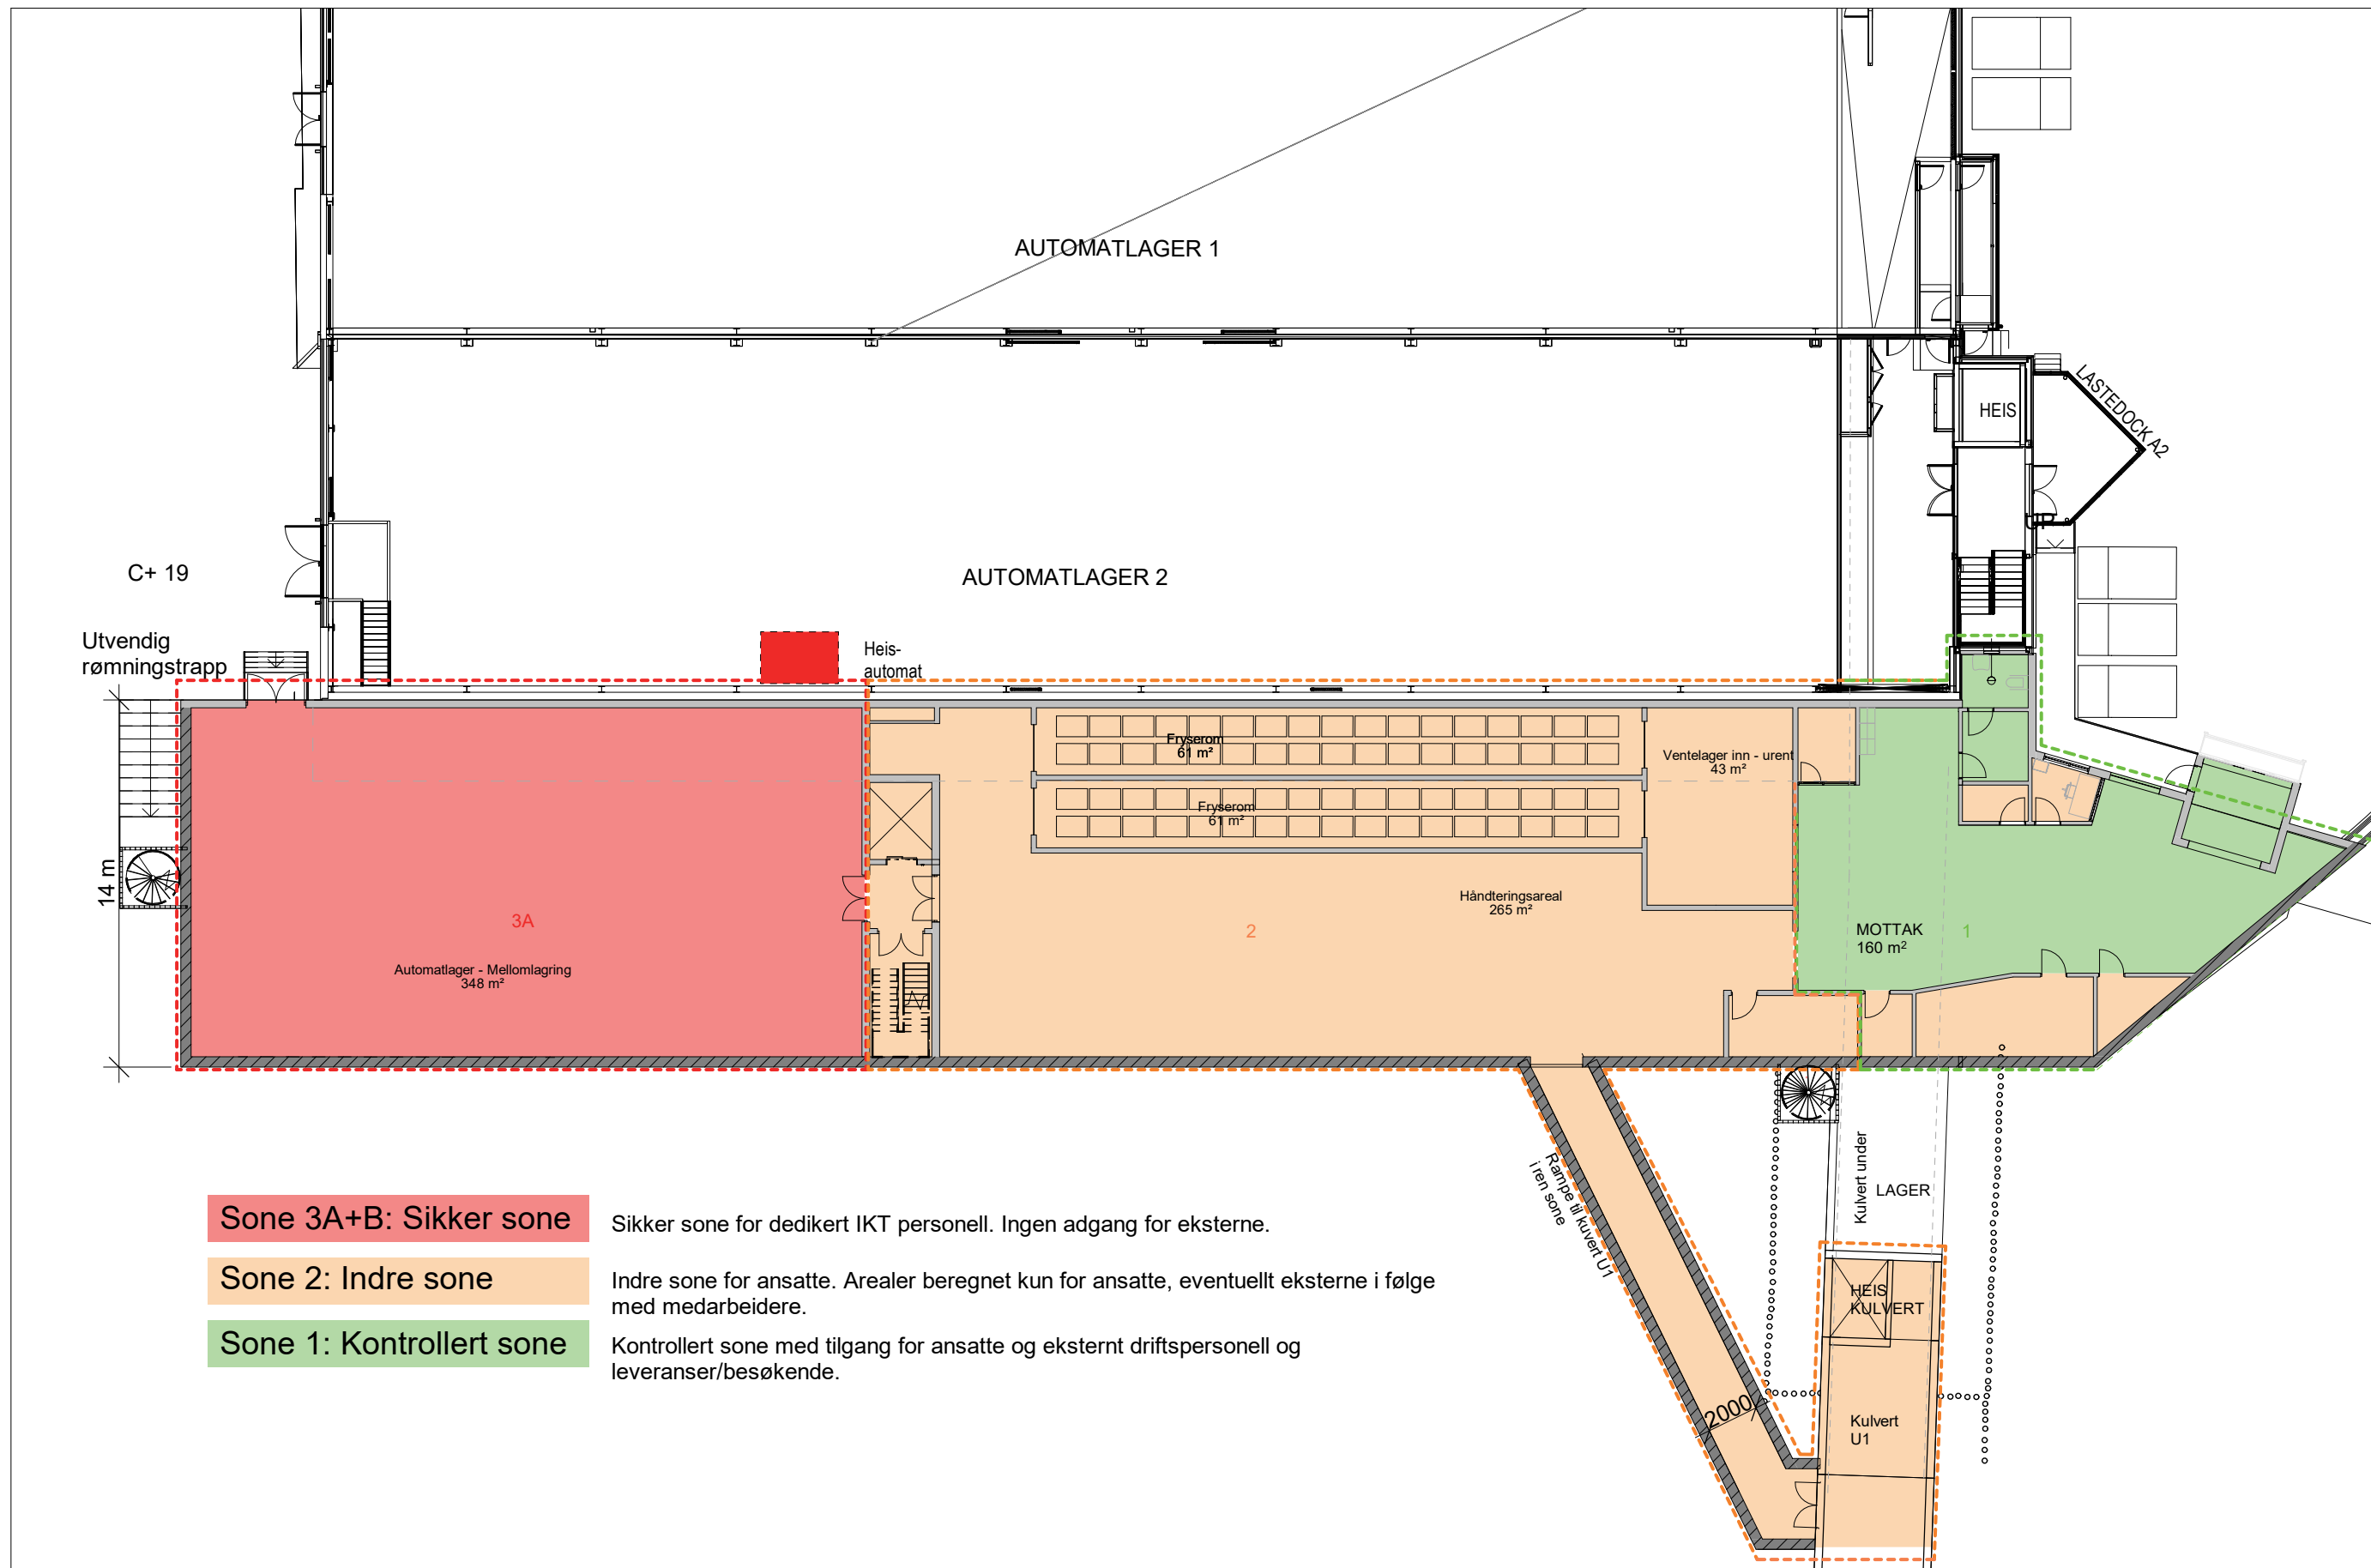 AUTOMATLAGER 1
HEIS
LASTEDOCK A2
UP
C+ 19
AUTOMATLAGER 2
Utvendig
rømningstrapp
Heis-
automat
Fryserom
61 m²
Ventelager inn - urent
43 m²
Fryserom
61 m²
14 m
3A
Håndteringsareal
265 m²
2
MOTTAK
160 m²
1
Automatlager - Mellomlagring
348 m²
Rampe til kuvert U1
i ren sone
Kulvert under
LAGER
Sone 3A+B: Sikker sone
Sikker sone for dedikert IKT personell. Ingen adgang for eksterne.
Sone 2: Indre sone
Indre sone for ansatte. Arealer beregnet kun for ansatte, eventuellt eksterne i følge
med medarbeidere.
Sone 1: Kontrollert sone
Kontrollert sone med tilgang for ansatte og eksternt driftspersonell og
leveranser/besøkende.
HEIS
KULVERT
2000
Kulvert
U1